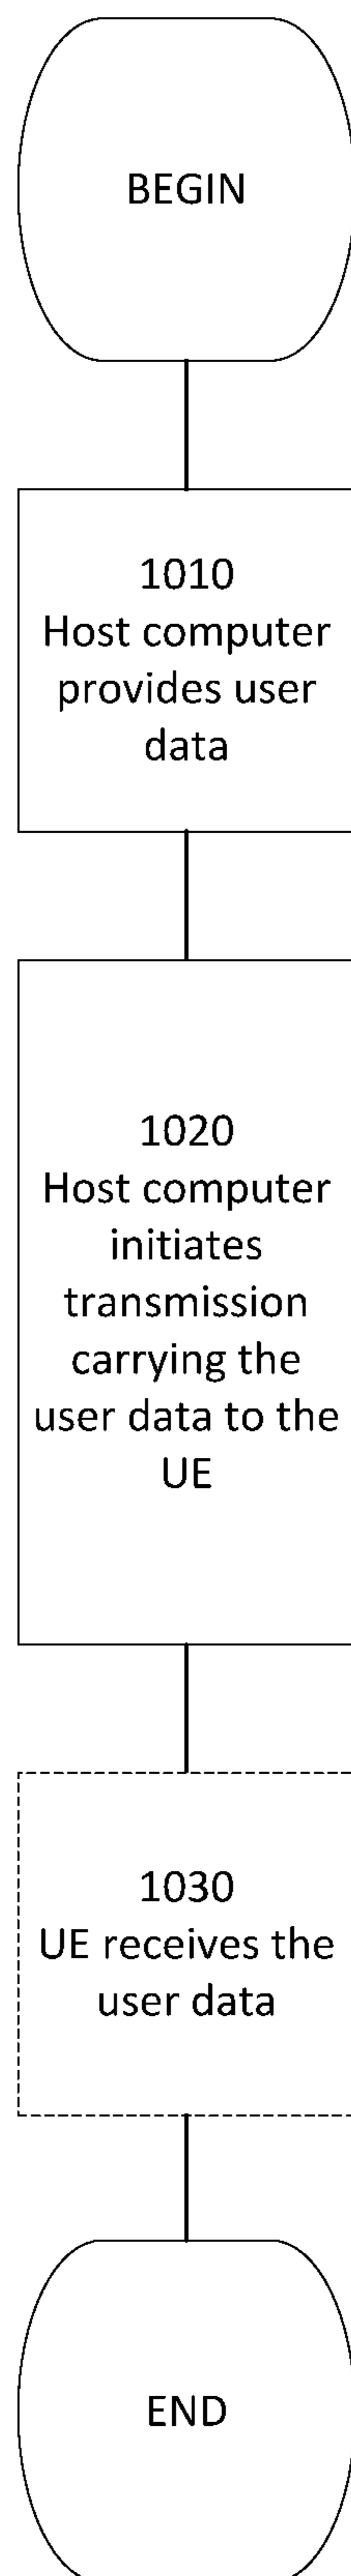 BEGIN
1010
Host computer
provides user
data
1020
Host computer
initiates
transmission
carrying the
user data to the
UE
1030
UE receives the
user data
END